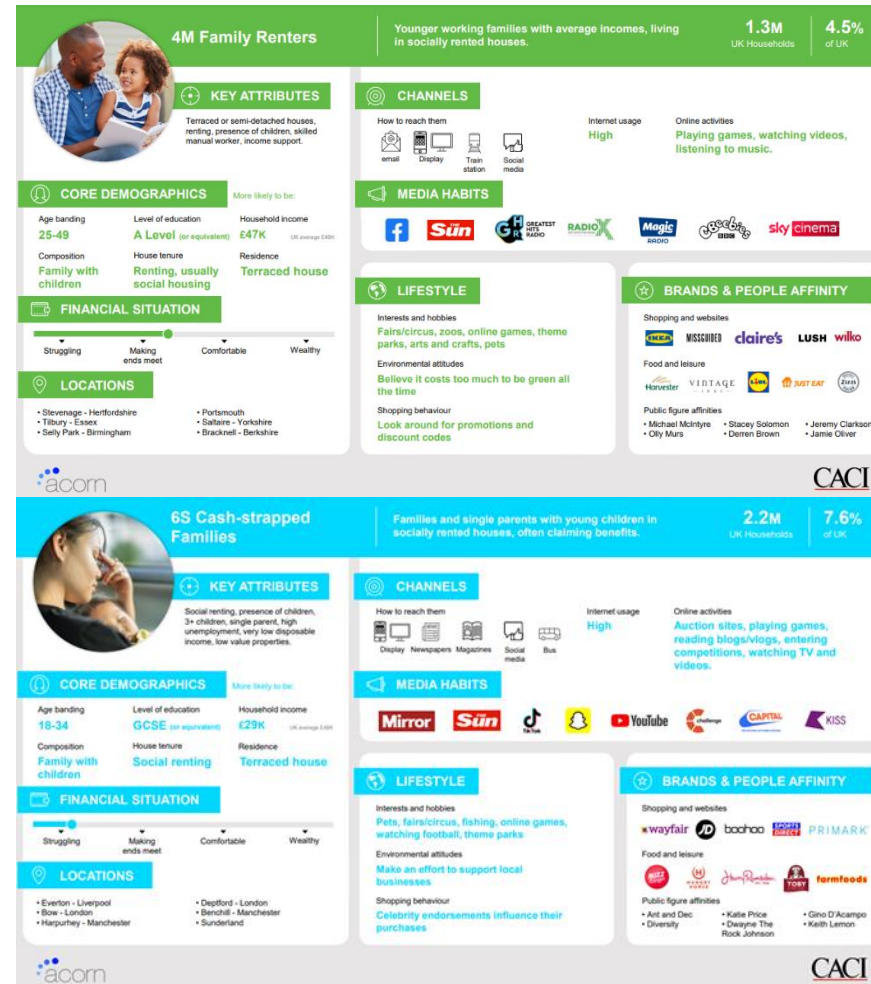 4M Family Renters
Younger working families with average incomes, living
in socially rented houses.
1.3M
UK Households
4.5%
of UK
KEY ATTRIBUTES
Terraced or semi-detached houses,
renting, presence of children, skilled
manual worker, income support.
CORE DEMOGRAPHICS
More likely to be:
Age banding
25-49
Level of education
A Level (or equivalent)
Household income
£47K
Composition
Family with
children
House tenure
Renting, usually
social housing
Residence
Terraced house
FINANCIAL SITUATION
Struggling
Making
ends meet
Comfortable
Wealthy
LOCATIONS
• Stevenage - Hertfordshire
• Tilbury - Essex
• Selly Park - Birmingham
• Portsmouth
• Saltaire - Yorkshire
• Bracknell - Berkshire
CHANNELS
How to reach them
email
Display
Train
station
Social
media
Internet usage
High
Online activities
Playing games, watching videos,
listening to music.
MEDIA HABITS
f
THE Sun
GHR GREATEST
HITS
RADIO
RADIO X
Magic
RADIO
cbeebies
BBC
sky cinema
LIFESTYLE
Interests and hobbies
Fairs/circus, zoos, online games, theme
parks, arts and crafts, pets
Environmental attitudes
Believe it costs too much to be green all
the time
Shopping behaviour
Look around for promotions and
discount codes
BRANDS & PEOPLE AFFINITY
Shopping and websites
IKEA
MISSGUIDED
claire's
LUSH
wilko
Food and leisure
Harvester
VINTAGE
INNS
LIDL
JUST EAT
ZIZZI
Public figure affinities
• Michael McIntyre
• Olly Murs
• Stacey Solomon
• Derren Brown
• Jeremy Clarkson
• Jamie Oliver
acorn
CACI
6S Cash-strapped
Families
Families and single parents with young children in
socially rented houses, often claiming benefits.
2.2M
UK Households
7.6%
of UK
KEY ATTRIBUTES
Social renting, presence of children,
3+ children, single parent, high
unemployment, very low disposable
income, low value properties.
CORE DEMOGRAPHICS
More likely to be:
Age banding
18-34
Level of education
GCSE (or equivalent)
Household income
£29K
Composition
Family with
children
House tenure
Social renting
Residence
Terraced house
FINANCIAL SITUATION
Struggling
Making
ends meet
Comfortable
Wealthy
LOCATIONS
• Everton - Liverpool
• Bow - London
• Harpurhey - Manchester
• Deptford - London
• Benchill - Manchester
• Sunderland
CHANNELS
How to reach them
Display
Newspapers
Magazines
Social
media
Bus
Internet usage
High
Online activities
Auction sites, playing games,
reading blogs/vlogs, entering
competitions, watching TV and
videos.
MEDIA HABITS
Mirror
THE Sun
TikTok
YouTube
challenge
CAPITAL
KISS
LIFESTYLE
Interests and hobbies
Pets, fairs/circus, fishing, online games,
watching football, theme parks
Environmental attitudes
Make an effort to support local
businesses
Shopping behaviour
Celebrity endorsements influence their
purchases
BRANDS & PEOPLE AFFINITY
Shopping and websites
wayfair
JD
boohoo
SPORTS
DIRECT
PRIMARK
Food and leisure
BUZZ
HUNGRY
HORSE
Harry Ramsden
TOBY
farmfoods
Public figure affinities
• Ant and Dec
• Diversity
• Katie Price
• Dwayne The
Rock Johnson
• Gino D'Acampo
• Keith Lemon
acorn
CACI